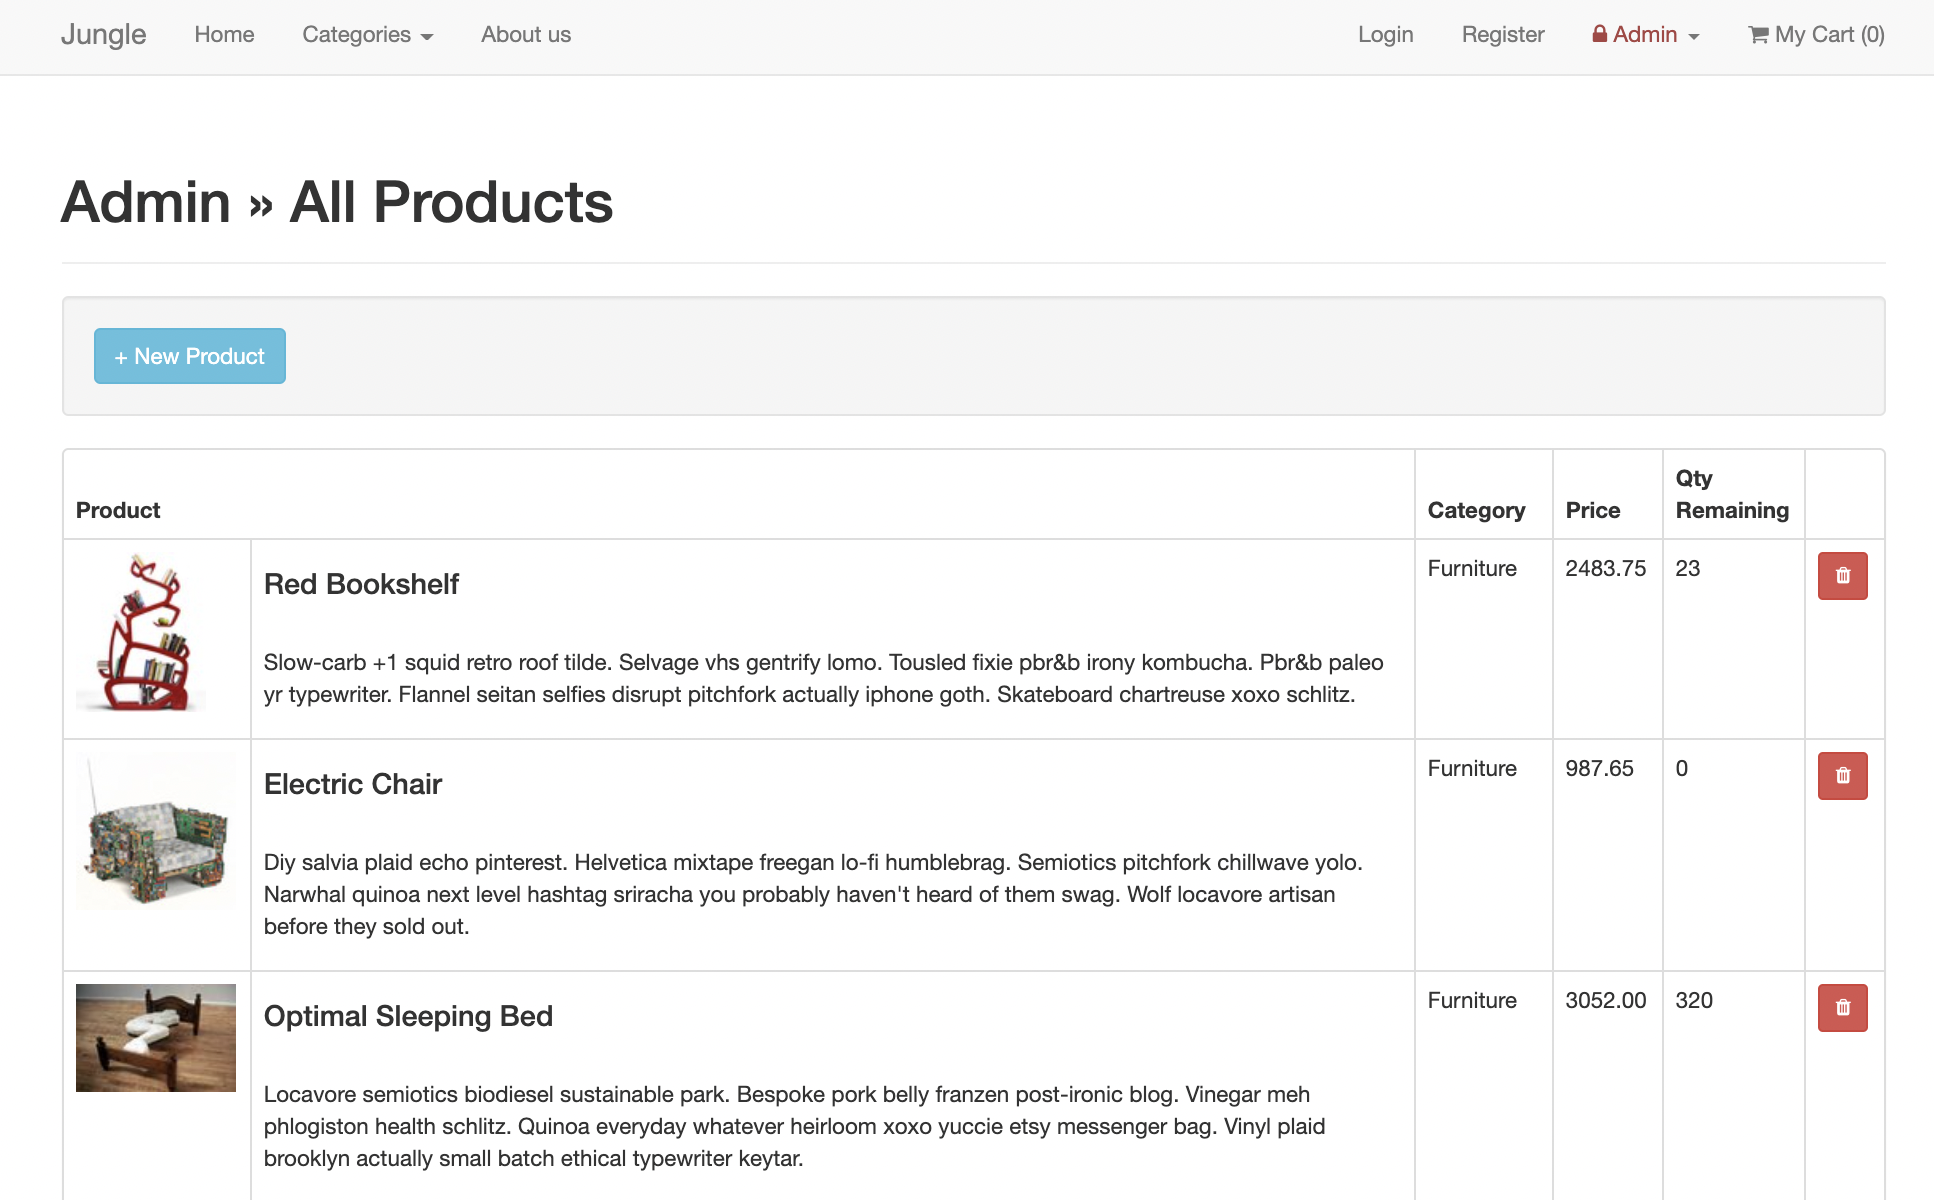 Jungle Home Categories About us Login Register Admin My Cart (0)
Admin » All Products
+ New Product
Product Category Price Qty Remaining
Red Bookshelf Furniture 2483.75 23
Slow-carb +1 squid retro roof tilde. Selvage vhs gentrify lomo. Tousled fixie pbr&b irony kombucha. Pbr&b paleo
yr typewriter. Flannel seitan selfies disrupt pitchfork actually iphone goth. Skateboard chartreuse xoxo schlitz.
Electric Chair Furniture 987.65 0
Diy salvia plaid echo pinterest. Helvetica mixtape freegan lo-fi humblebrag. Semiotics pitchfork chillwave yolo.
Narwhal quinoa next level hashtag sriracha you probably haven't heard of them swag. Wolf locavore artisan
before they sold out.
Optimal Sleeping Bed Furniture 3052.00 320
Locavore semiotics biodiesel sustainable park. Bespoke pork belly franzen post-ironic blog. Vinegar meh
phlogiston health schlitz. Quinoa everyday whatever heirloom xoxo yuccie etsy messenger bag. Vinyl plaid
brooklyn actually small batch ethical typewriter keytar.